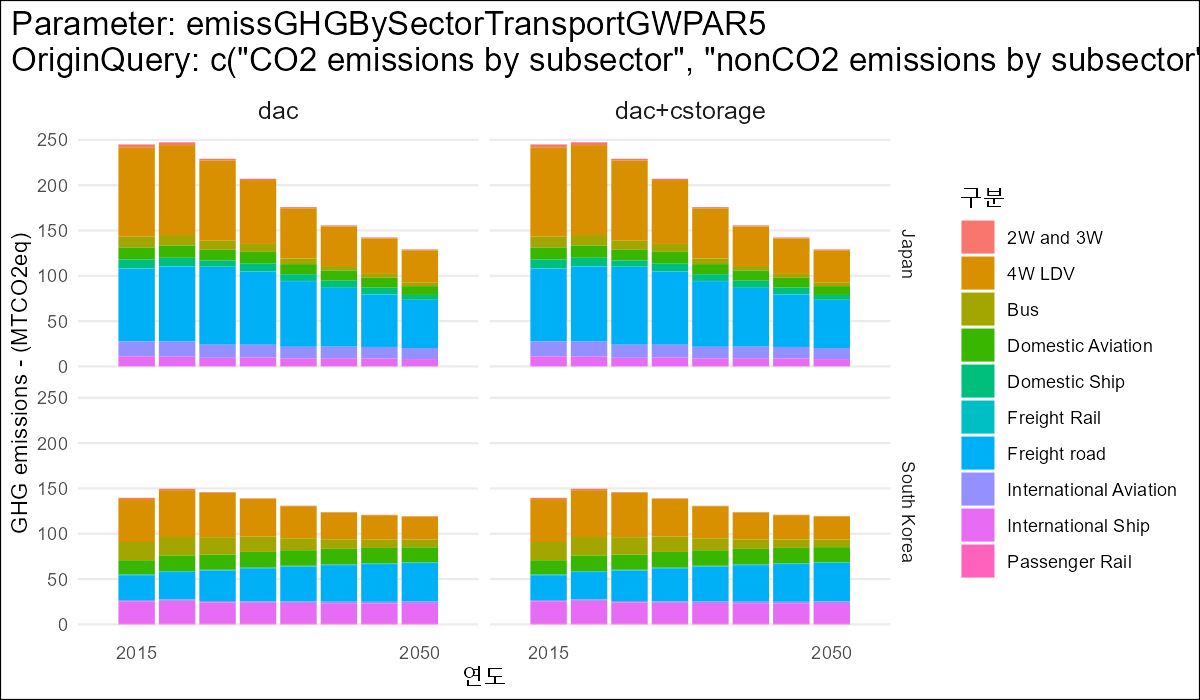 Parameter: emissGHGBySectorTransportGWPAR5
OriginQuery: c("CO2 emissions by subsector", "nonCO2 emissions by subsector"
dac
dac+cstorage
GHG emissions - (MTCO2eq)
250
200
150
100
50
0
Japan
250
200
150
100
50
0
South Korea
2015
2050
2015
2050
연도
구분
2W and 3W
4W LDV
Bus
Domestic Aviation
Domestic Ship
Freight Rail
Freight road
International Aviation
International Ship
Passenger Rail